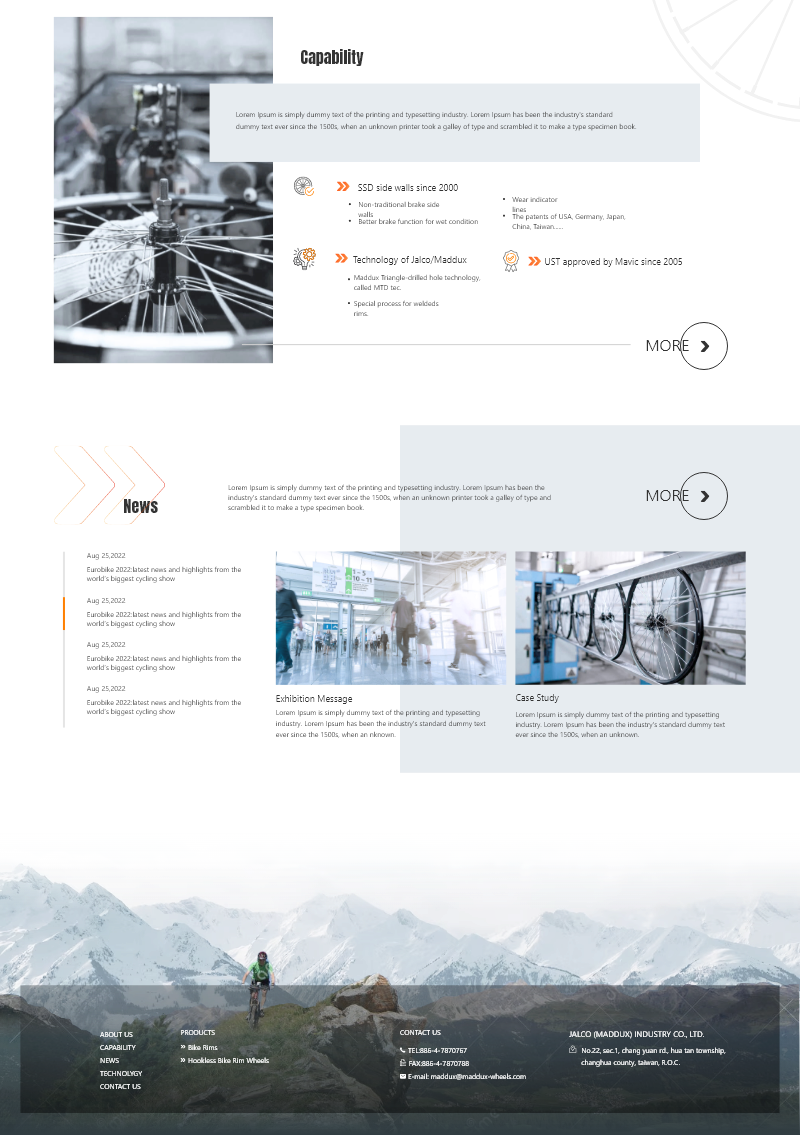 Capability
Lorem Ipsum is simply dummy text of the printing and typesetting industry. Lorem Ipsum has been the industry's standard
dummy text ever since the 1500s, when an unknown printer took a galley of type and scrambled it to make a type specimen book.
SSD side walls since 2000
• Non-traditional brake side
walls
• Better brake function for wet condition
• Wear indicator
lines
• The patents of USA, Germany, Japan,
China, Taiwan.....
Technology of Jalco/Maddux
• Maddux Triangle-drilled hole technology,
called MTD tec.
• Special process for weldeds
rims.
UST approved by Mavic since 2005
MORE
News
Lorem Ipsum is simply dummy text of the printing and typesetting industry. Lorem Ipsum has been the
industry's standard dummy text ever since the 1500s, when an unknown printer took a galley of type and
scrambled it to make a type specimen book.
MORE
Aug 25,2022
Eurobike 2022:latest news and highlights from the
world's biggest cycling show
Aug 25,2022
Eurobike 2022:latest news and highlights from the
world's biggest cycling show
Aug 25,2022
Eurobike 2022:latest news and highlights from the
world's biggest cycling show
Aug 25,2022
Eurobike 2022:latest news and highlights from the
world's biggest cycling show
1 – 5
10 – 11
Exhibition Message
Lorem Ipsum is simply dummy text of the printing and typesetting
industry. Lorem Ipsum has been the industry's standard dummy text
ever since the 1500s, when an nknown.
Case Study
Lorem Ipsum is simply dummy text of the printing and typesetting
industry. Lorem Ipsum has been the industry's standard dummy text
ever since the 1500s, when an unknown.
ABOUT US
CAPABILITY
NEWS
TECHNOLYGY
CONTACT US
PRODUCTS
Bike Rims
Hookless Bike Rim Wheels
CONTACT US
TEL:886-4-7870767
FAX:886-4-7870788
E-mail: maddux@maddux-wheels.com
JALCO (MADDUX) INDUSTRY CO., LTD.
No.22, sec.1, chang yuan rd., hua tan township,
changhua county, taiwan, R.O.C.